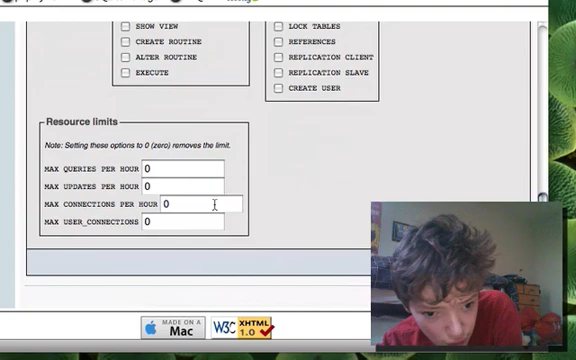 SHOW VIEW
CREATE ROUTINE
ALTER ROUTINE
EXECUTE
LOCK TABLES
REFERENCES
REPLICATION CLIENT
REPLICATION SLAVE
CREATE USER
Resource limits
Note: Setting these options to 0 (zero) removes the limit.
MAX QUERIES PER HOUR 0
MAX UPDATES PER HOUR 0
MAX CONNECTIONS PER HOUR 0
MAX USER_CONNECTIONS 0
MADE ON A
Mac
W3C XHTML
1.0